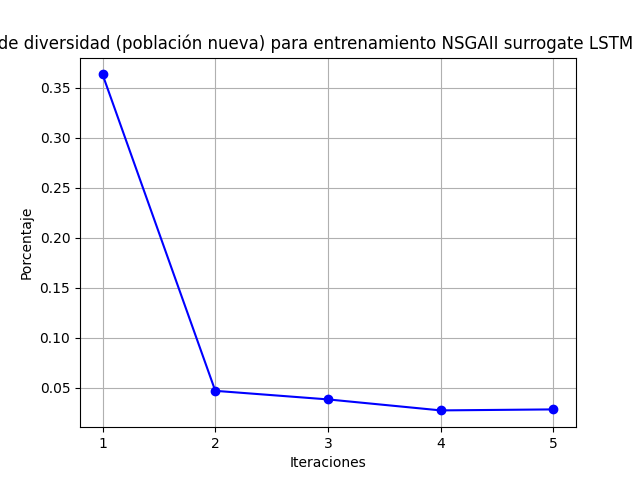 de diversidad (población nueva) para entrenamiento NSGAII surrogate LSTM
0.35
0.30
0.25
0.20
0.15
0.10
0.05
Porcentaje
1 2 3 4 5
Iteraciones